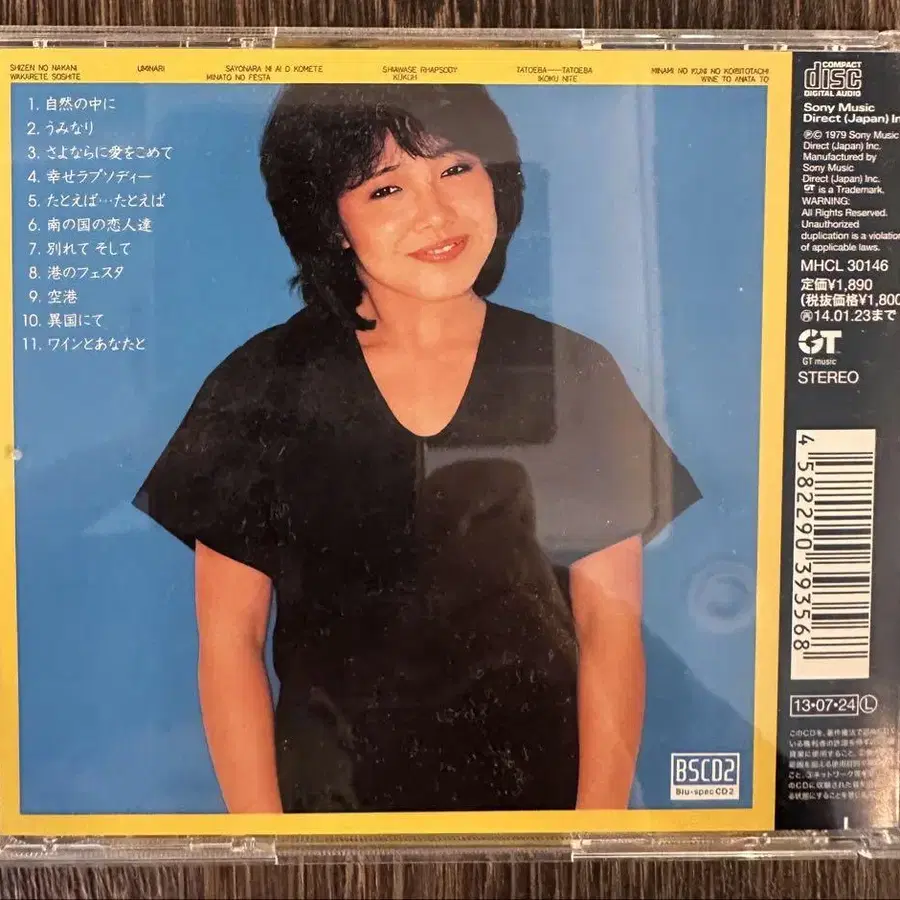 SHIZEN NO NAKANI
UMINARI
SAYONARA NI AI O KOMETE
SHIAWASE RHAPSODY
TATOEBA——TATOEBA
MINAMI NO KUNI NO KOIBITOTACHI
WAKARETE SOSHITE
MINATO NO FESTA
KUKOH
IKOKU NITE
WINE TO ANATA TO
1. 自然の中に
2. うみなり
3. さよならに愛をこめて
4. 幸せラプソディー
5. たとえば…たとえば
6. 南の国の恋人達
7. 別れて そして
8. 港のフェスタ
9. 空港
10. 異国にて
11. ワインとあなたと
COMPACT
disc
DIGITAL AUDIO
Sony Music
Direct (Japan) In
℗© 1979 Sony Music
Direct (Japan) Inc.
Manufactured by
Sony Music
Direct (Japan) Inc.
GT is a Trademark.
WARNING:
All Rights Reserved.
Unauthorized
duplication is a violation
of applicable laws.
MHCL 30146
定価¥1,890
(税抜価格¥1,800
㊢14.01.23まで
GT
GT music
STEREO
4 582290 393568
13•07•24 Ⓛ
BSCD2
Blu-spec CD 2